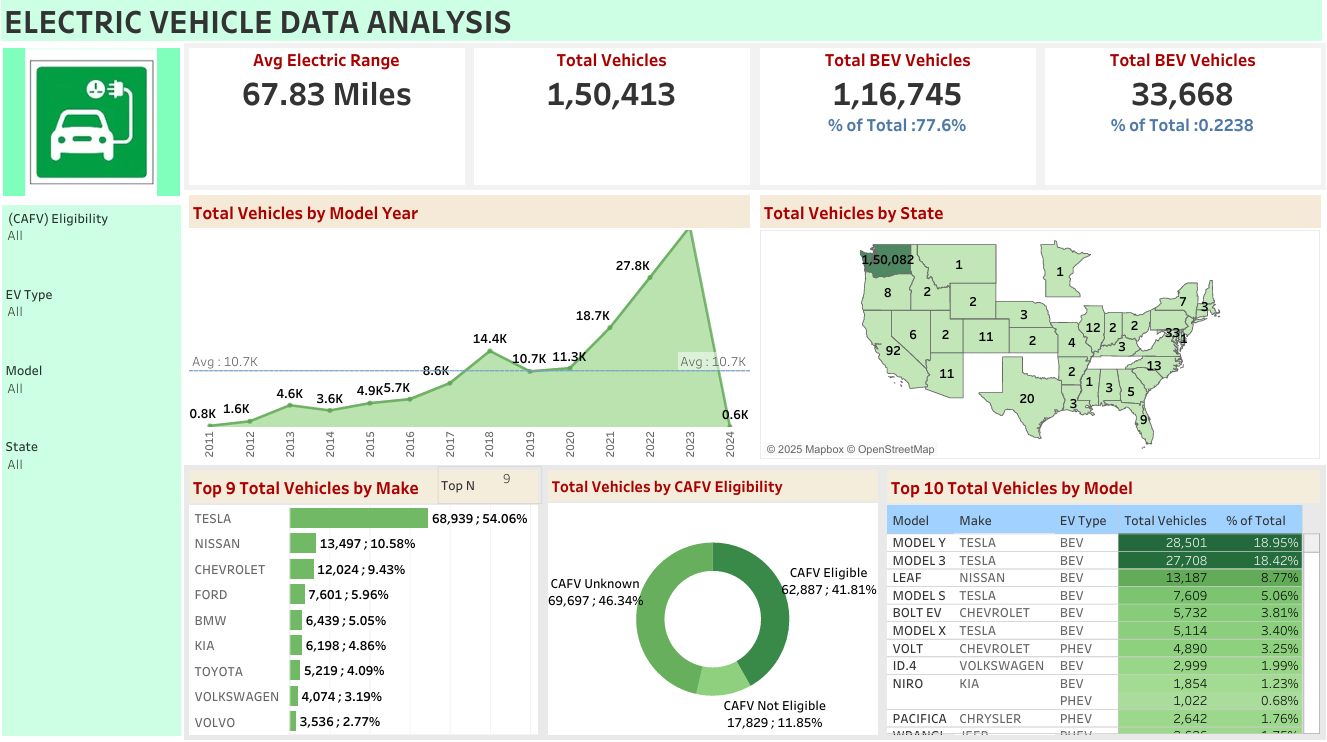 ELECTRIC VEHICLE DATA ANALYSIS
Avg Electric Range
67.83 Miles
Total Vehicles
1,50,413
Total BEV Vehicles
1,16,745
% of Total :77.6%
Total BEV Vehicles
33,668
% of Total :0.2238
(CAFV) Eligibility
All
EV Type
All
Model
All
State
All
Total Vehicles by Model Year
0.8K
1.6K
4.6K
3.6K
4.9K
5.7K
8.6K
14.4K
10.7K
11.3K
18.7K
27.8K
0.6K
Avg : 10.7K
Avg : 10.7K
2011
2012
2013
2014
2015
2016
2017
2018
2019
2020
2021
2022
2023
2024
Total Vehicles by State
1,50,082
1
1
8
2
2
7
3
3
92
6
2
11
2
4
12
2
2
3
33
1
11
2
13
20
3
1
3
5
9
© 2025 Mapbox © OpenStreetMap
Top 9 Total Vehicles by Make
Top N 9
TESLA 68,939 ; 54.06%
NISSAN 13,497 ; 10.58%
CHEVROLET 12,024 ; 9.43%
FORD 7,601 ; 5.96%
BMW 6,439 ; 5.05%
KIA 6,198 ; 4.86%
TOYOTA 5,219 ; 4.09%
VOLKSWAGEN 4,074 ; 3.19%
VOLVO 3,536 ; 2.77%
Total Vehicles by CAFV Eligibility
CAFV Unknown
69,697 ; 46.34%
CAFV Eligible
62,887 ; 41.81%
CAFV Not Eligible
17,829 ; 11.85%
Top 10 Total Vehicles by Model
Model Make EV Type Total Vehicles % of Total
MODEL Y TESLA BEV 28,501 18.95%
MODEL 3 TESLA BEV 27,708 18.42%
LEAF NISSAN BEV 13,187 8.77%
MODEL S TESLA BEV 7,609 5.06%
BOLT EV CHEVROLET BEV 5,732 3.81%
MODEL X TESLA BEV 5,114 3.40%
VOLT CHEVROLET PHEV 4,890 3.25%
ID.4 VOLKSWAGEN BEV 2,999 1.99%
NIRO KIA BEV 1,854 1.23%
PHEV 1,022 0.68%
PACIFICA CHRYSLER PHEV 2,642 1.76%